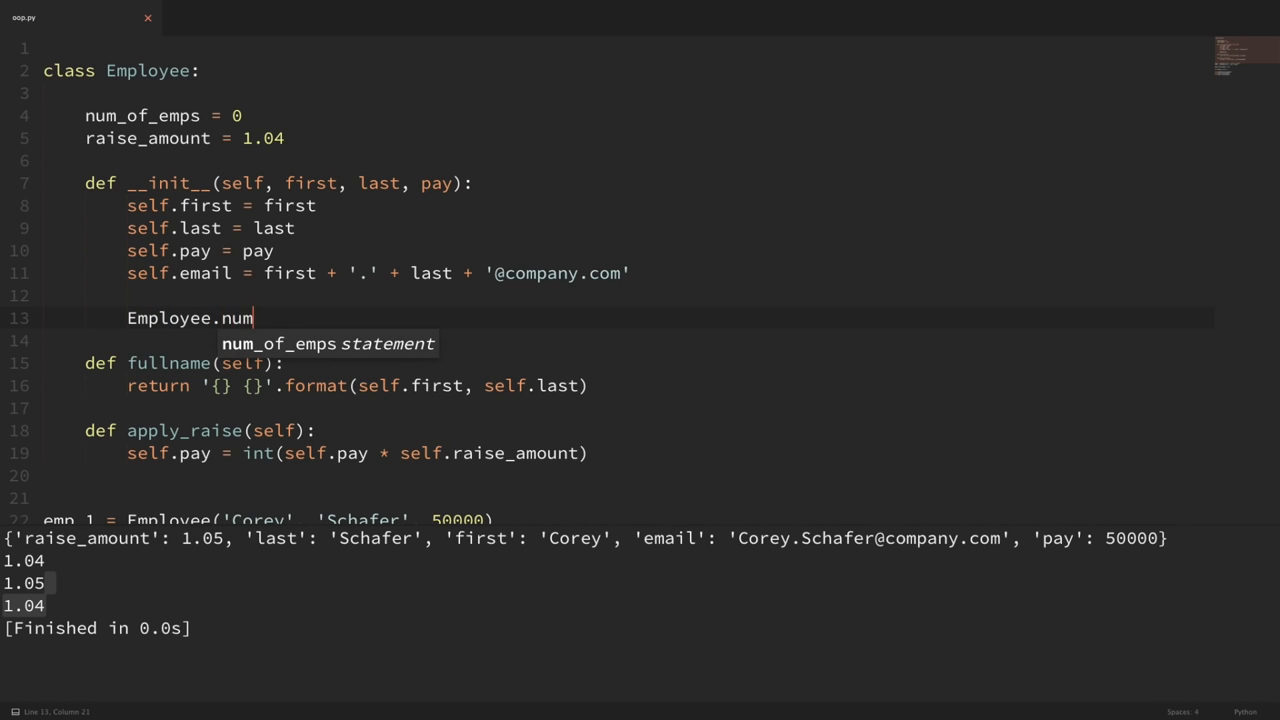 oop.py
1
2 class Employee:
3
4 num_of_emps = 0
5 raise_amount = 1.04
6
7 def __init__(self, first, last, pay):
8 self.first = first
9 self.last = last
10 self.pay = pay
11 self.email = first + '.' + last + '@company.com'
12
13 Employee.num
num_of_emps statement
14
15 def fullname(self):
16 return '{} {}'.format(self.first, self.last)
17
18 def apply_raise(self):
19 self.pay = int(self.pay * self.raise_amount)
20
21
22 emp_1 = Employee('Corey', 'Schafer', 50000)
{'raise_amount': 1.05, 'last': 'Schafer', 'first': 'Corey', 'email': 'Corey.Schafer@company.com', 'pay': 50000}
1.04
1.05
1.04
[Finished in 0.0s]
Line 13, Column 21
Spaces: 4
Python